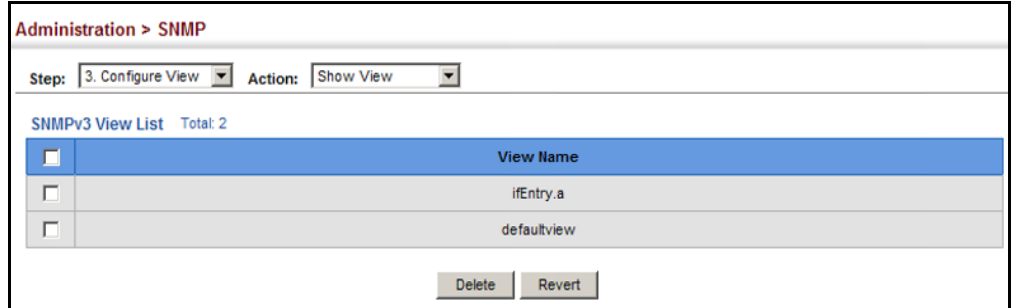 Administration > SNMP
Step: 3. Configure View Action: Show View
SNMPv3 View List Total: 2
View Name
ifEntry.a
defaultview
Delete Revert